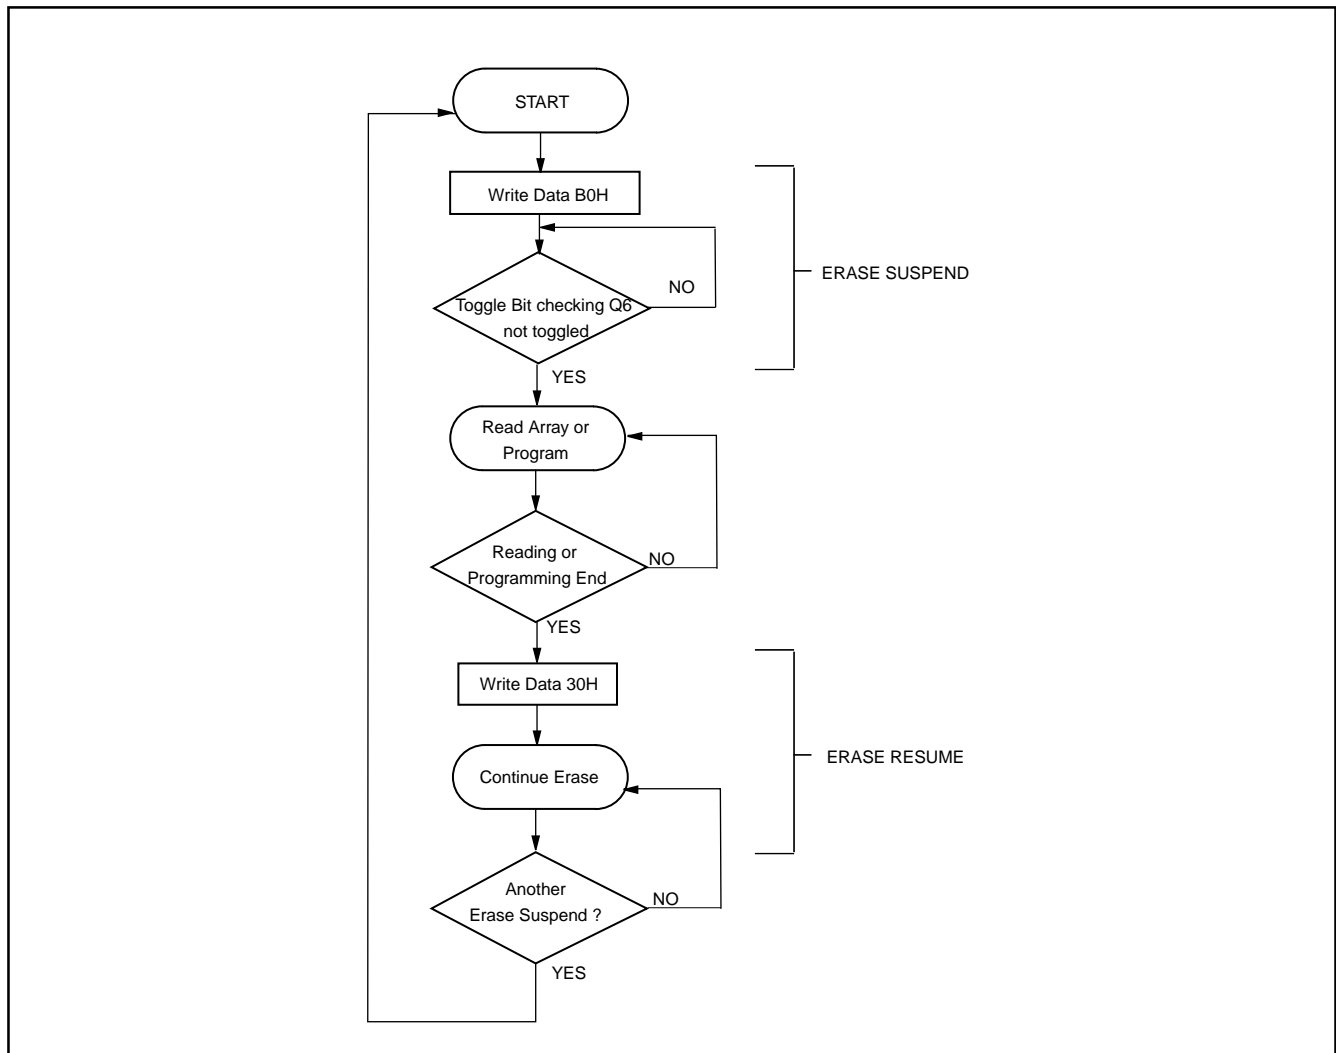 START
Write Data B0H
ERASE SUSPEND
NO
Toggle Bit checking Q6
not toggled
YES
Read Array or
Program
Reading or
Programming End
NO
YES
Write Data 30H
ERASE RESUME
Continue Erase
Another
Erase Suspend ?
NO
YES